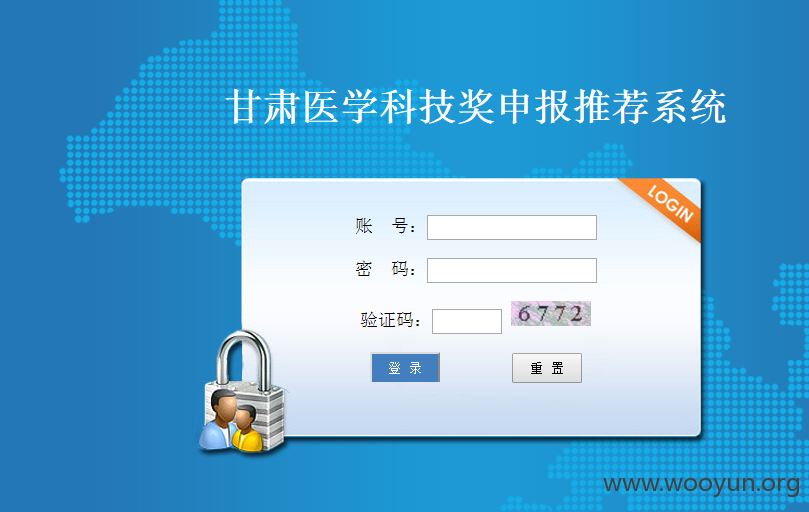 甘肃医学科技奖申报推荐系统
LOGIN
账 号：
密 码：
验证码： 6772
登 录 重 置
www.wooyun.org